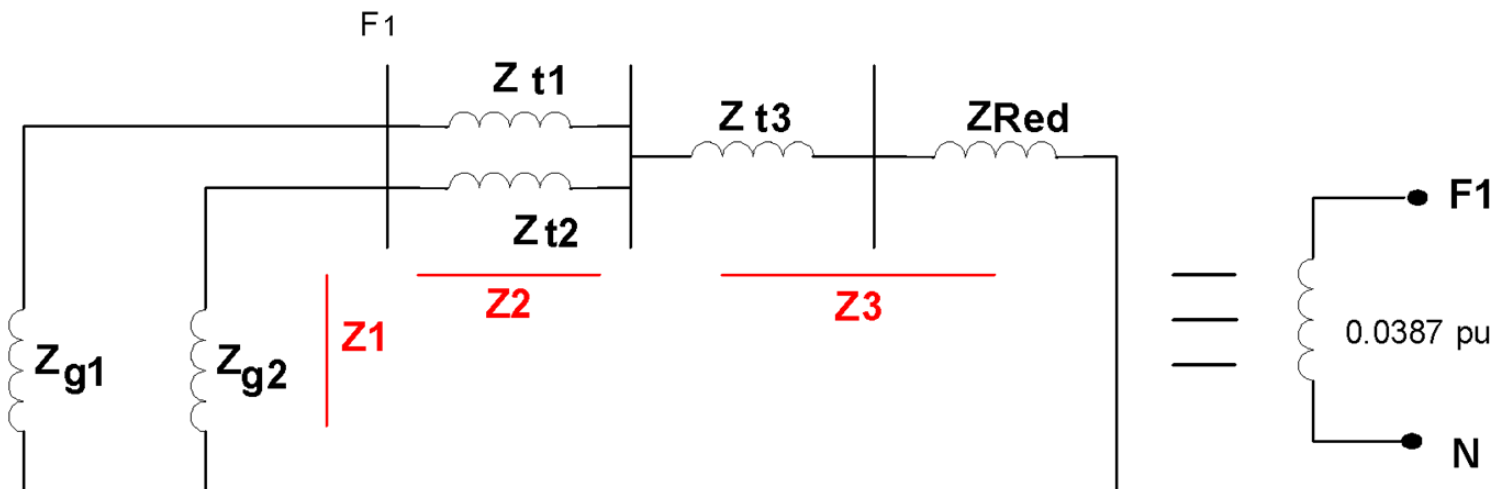 F1
Z t1
Z t3
ZRed
F1
Z t2
Z2
Z3
Z1
Zg1
Zg2
0.0387 pu
N